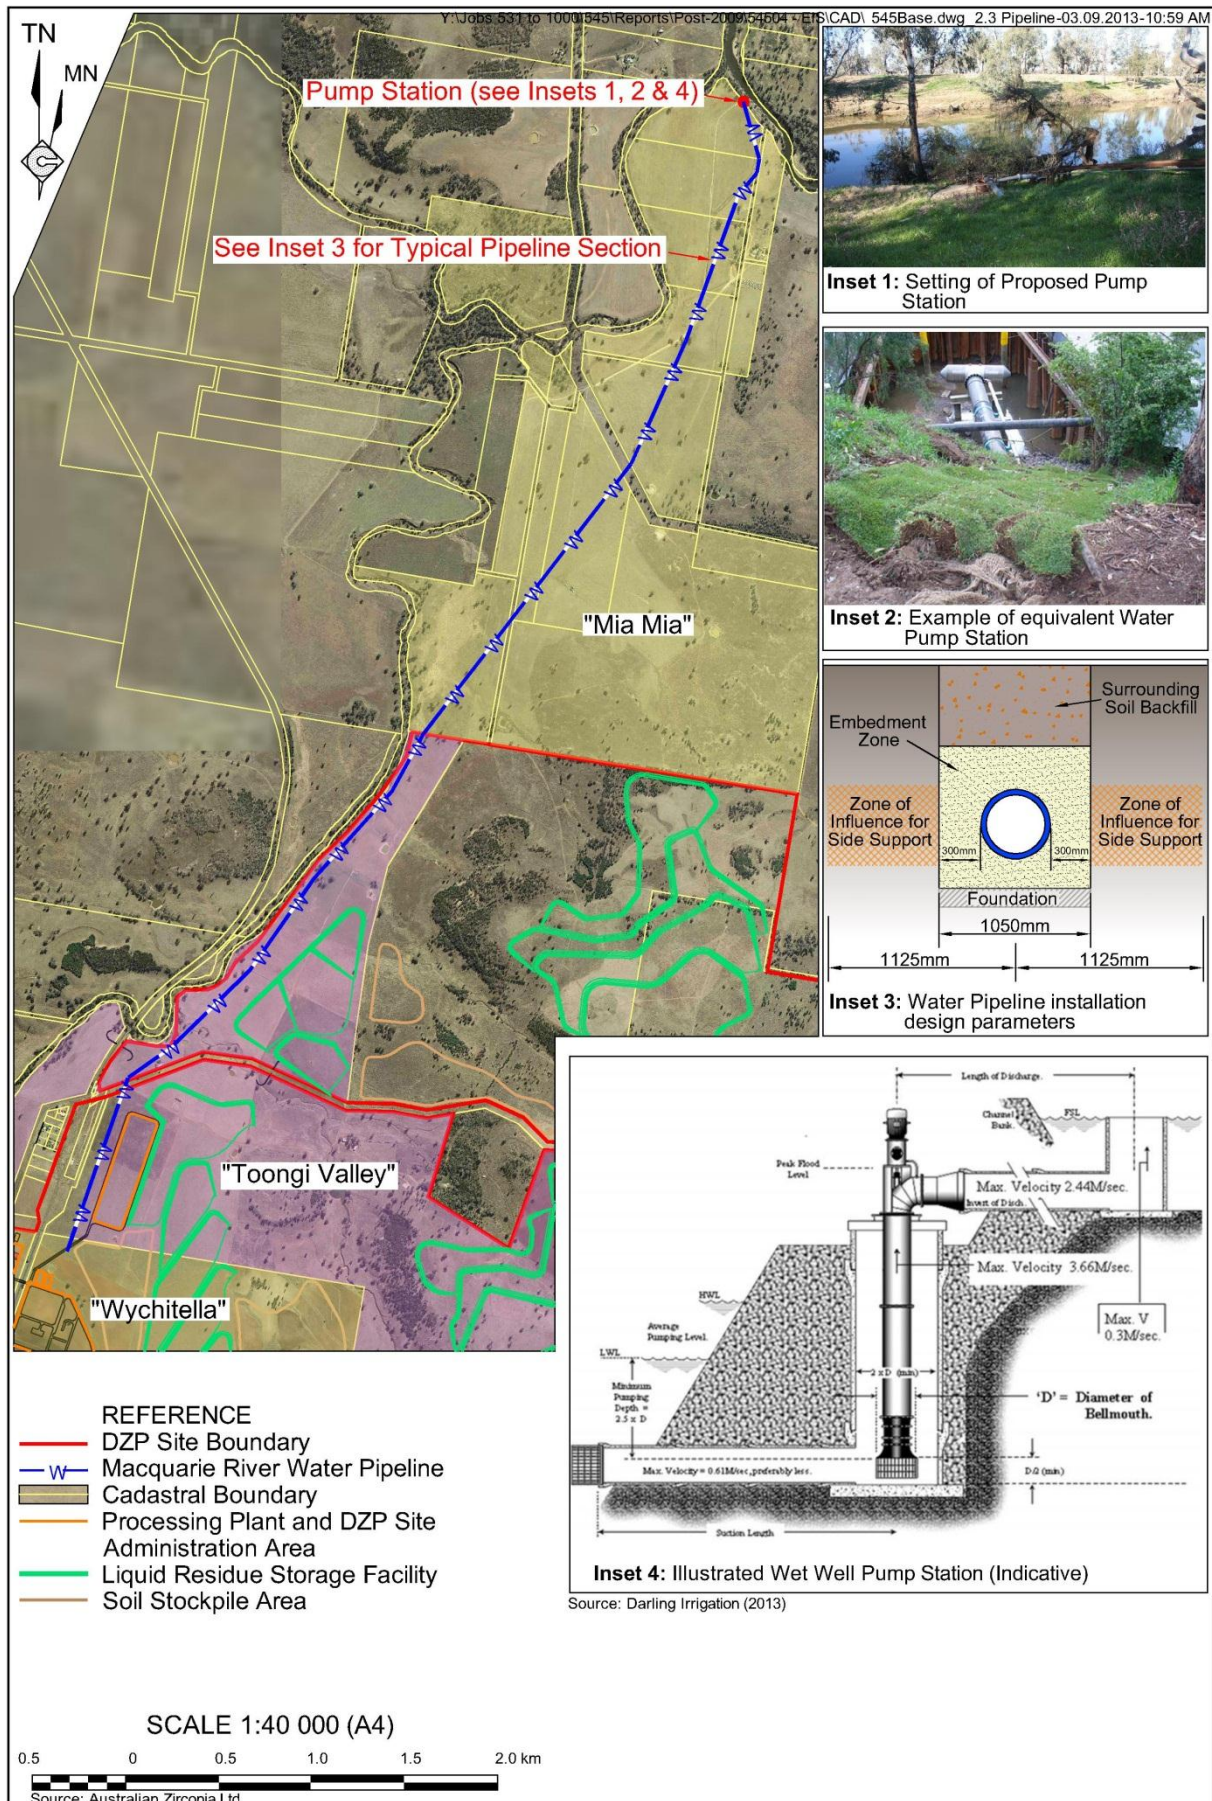 Y:\Jobs 531 to 1000\545\Reports\Post-2009\54504 - EIS\CAD\ 545Base.dwg_2.3 Pipeline-03.09.2013-10:59 AM
TN
MN
Pump Station (see Insets 1, 2 & 4)
W
W
See Inset 3 for Typical Pipeline Section
W
W
W
W
W
W
W
"Mia Mia"
W
W
W
W
W
W
W
W
W
W
W
W
"Toongi Valley"
W
"Wychitella"
Inset 1: Setting of Proposed Pump
Station
Inset 2: Example of equivalent Water
Pump Station
Surrounding
Soil Backfill
Embedment
Zone
Zone of
Influence for
Side Support
Zone of
Influence for
Side Support
300mm
300mm
Foundation
1050mm
1125mm
1125mm
Inset 3: Water Pipeline installation
design parameters
Length of Discharge.
Channel
Bank.
FSL
Peak Flood
Level
Max. Velocity 2.44M/sec.
Invert of Disch.
Max. Velocity 3.66M/sec.
HWL
Average
Pumping Level.
Max. V
0.3M/sec.
LWL
2 x D (min)
Minimum
Pumping
Depth =
2.5 x D
'D' = Diameter of
Bellmouth.
Max. Velocity = 0.61M/sec, preferably less.
D/2 (min)
Suction Length
Inset 4: Illustrated Wet Well Pump Station (Indicative)
Source: Darling Irrigation (2013)
REFERENCE
DZP Site Boundary
W
Macquarie River Water Pipeline
Cadastral Boundary
Processing Plant and DZP Site
Administration Area
Liquid Residue Storage Facility
Soil Stockpile Area
SCALE 1:40 000 (A4)
0.5 0 0.5 1.0 1.5 2.0 km
Source: Australian Zirconia Ltd